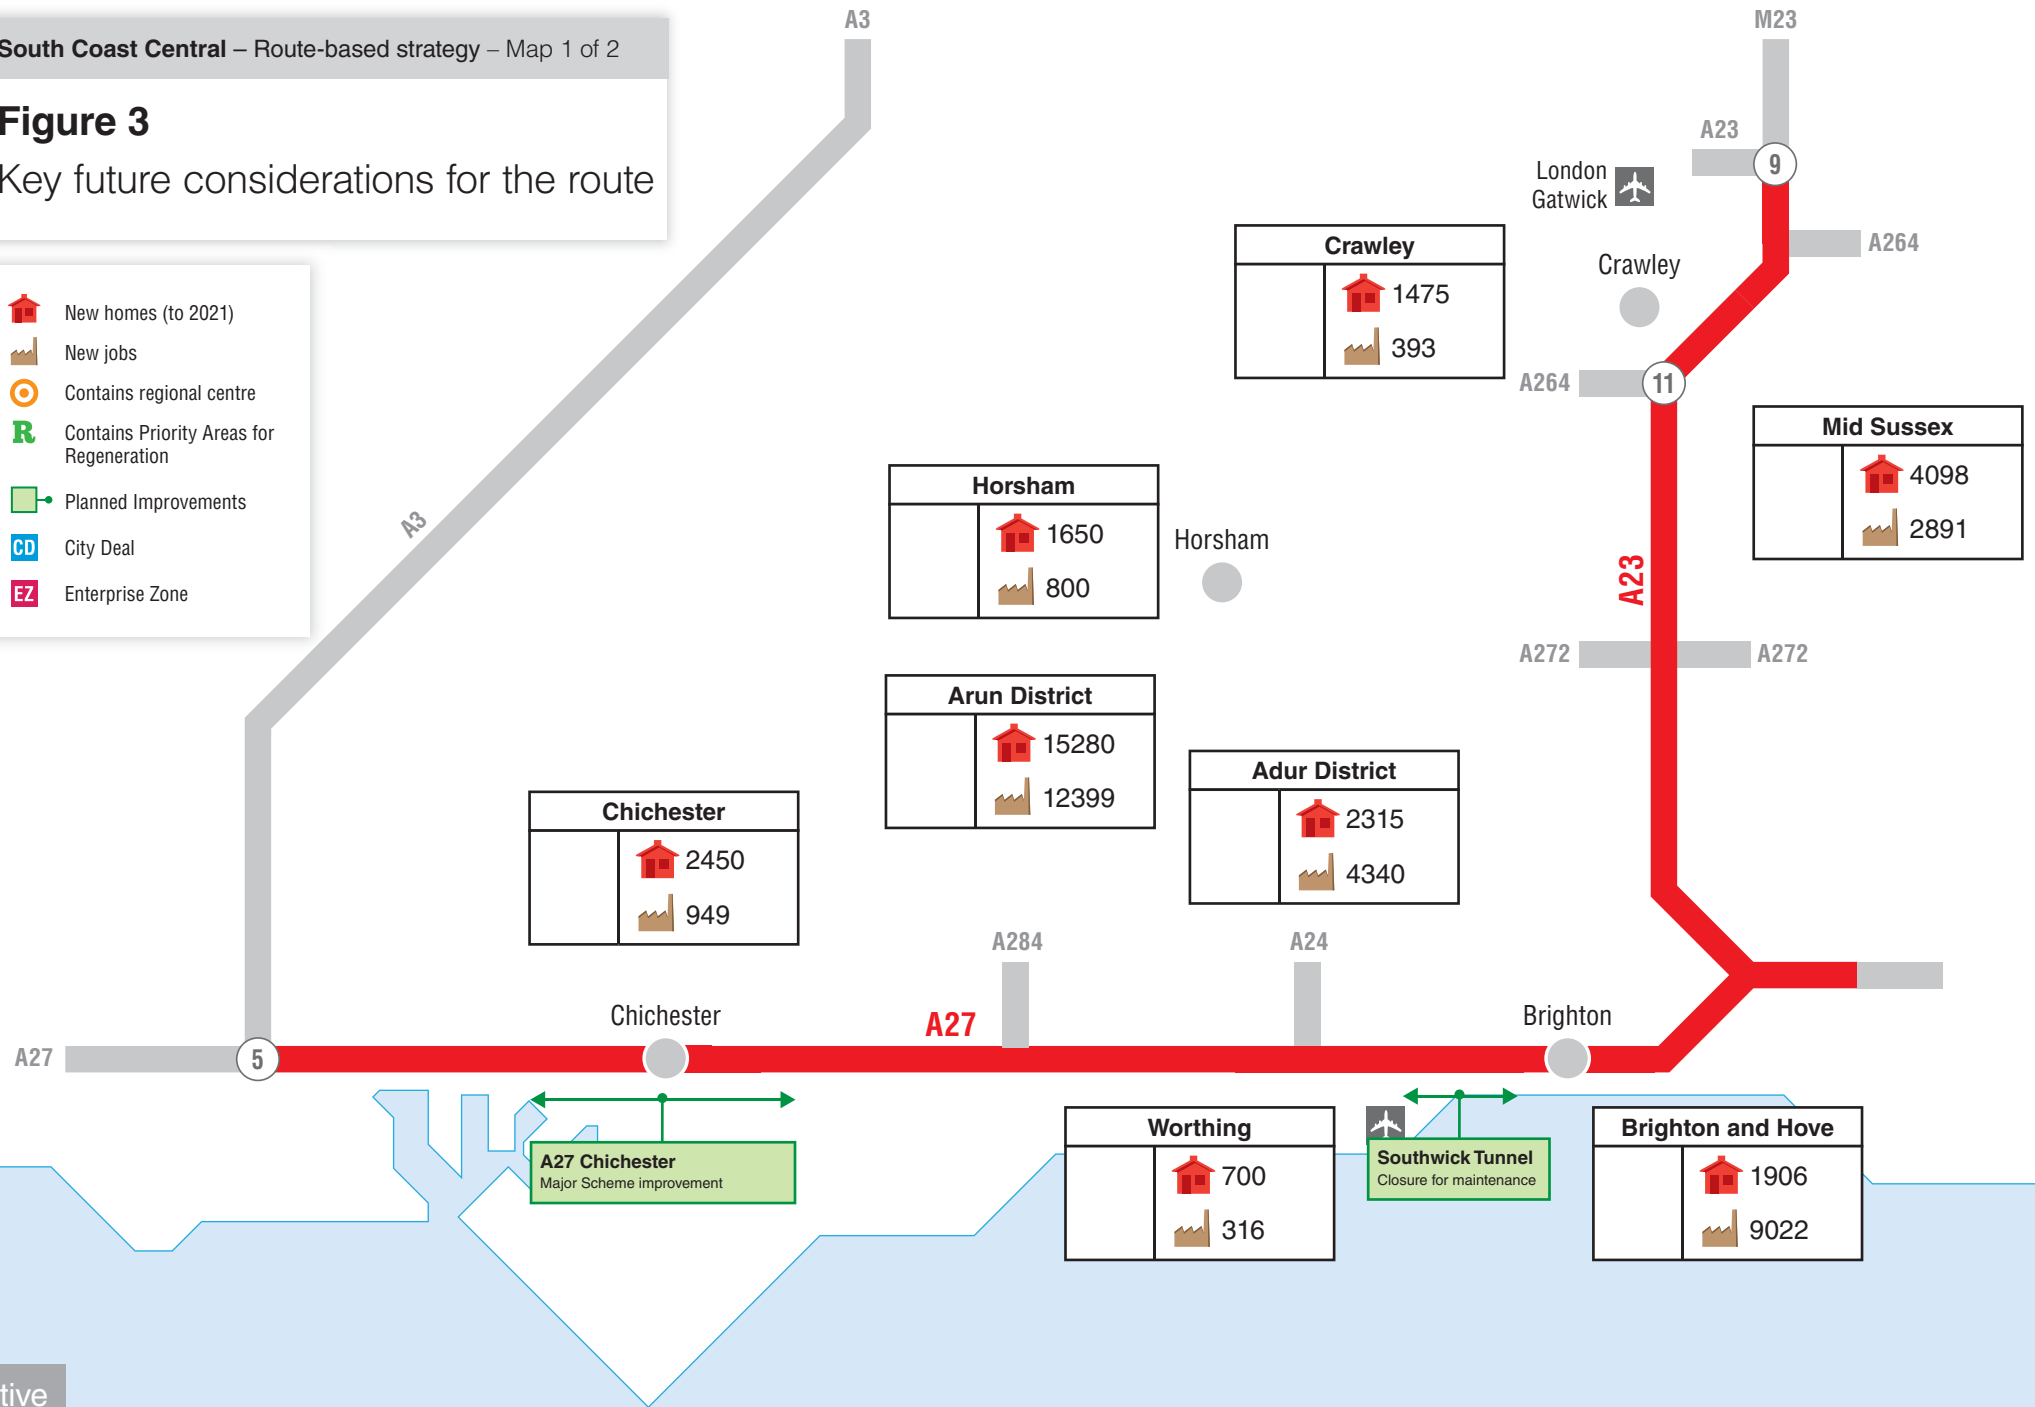 South Coast Central – Route-based strategy – Map 1 of 2
Figure 3
Key future considerations for the route
New homes (to 2021)
New jobs
Contains regional centre
R
Contains Priority Areas for
Regeneration
Planned Improvements
CD
City Deal
EZ
Enterprise Zone
A3
A3
M23
A23
9
London
Gatwick
A264
Crawley
1475
393
Crawley
A264
11
Mid Sussex
4098
2891
Horsham
1650
800
Horsham
A23
A272
A272
Arun District
15280
12399
Adur District
2315
4340
Chichester
2450
949
A284
A24
Chichester
A27
Brighton
A27
5
A27 Chichester
Major Scheme improvement
Worthing
700
316
Southwick Tunnel
Closure for maintenance
Brighton and Hove
1906
9022
tive